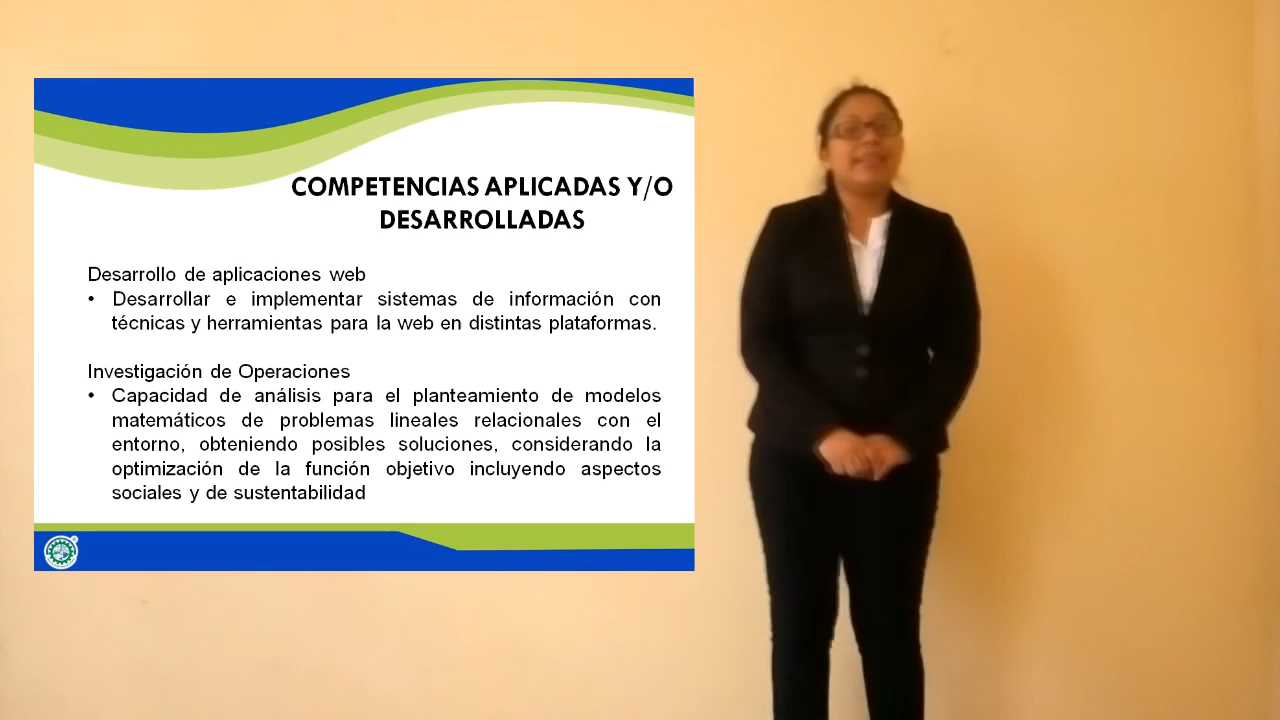 COMPETENCIAS APLICADAS Y/O
DESARROLLADAS
Desarrollo de aplicaciones web
• Desarrollar e implementar sistemas de información con
técnicas y herramientas para la web en distintas plataformas.
Investigación de Operaciones
• Capacidad de análisis para el planteamiento de modelos
matemáticos de problemas lineales relacionales con el
entorno, obteniendo posibles soluciones, considerando la
optimización de la función objetivo incluyendo aspectos
sociales y de sustentabilidad